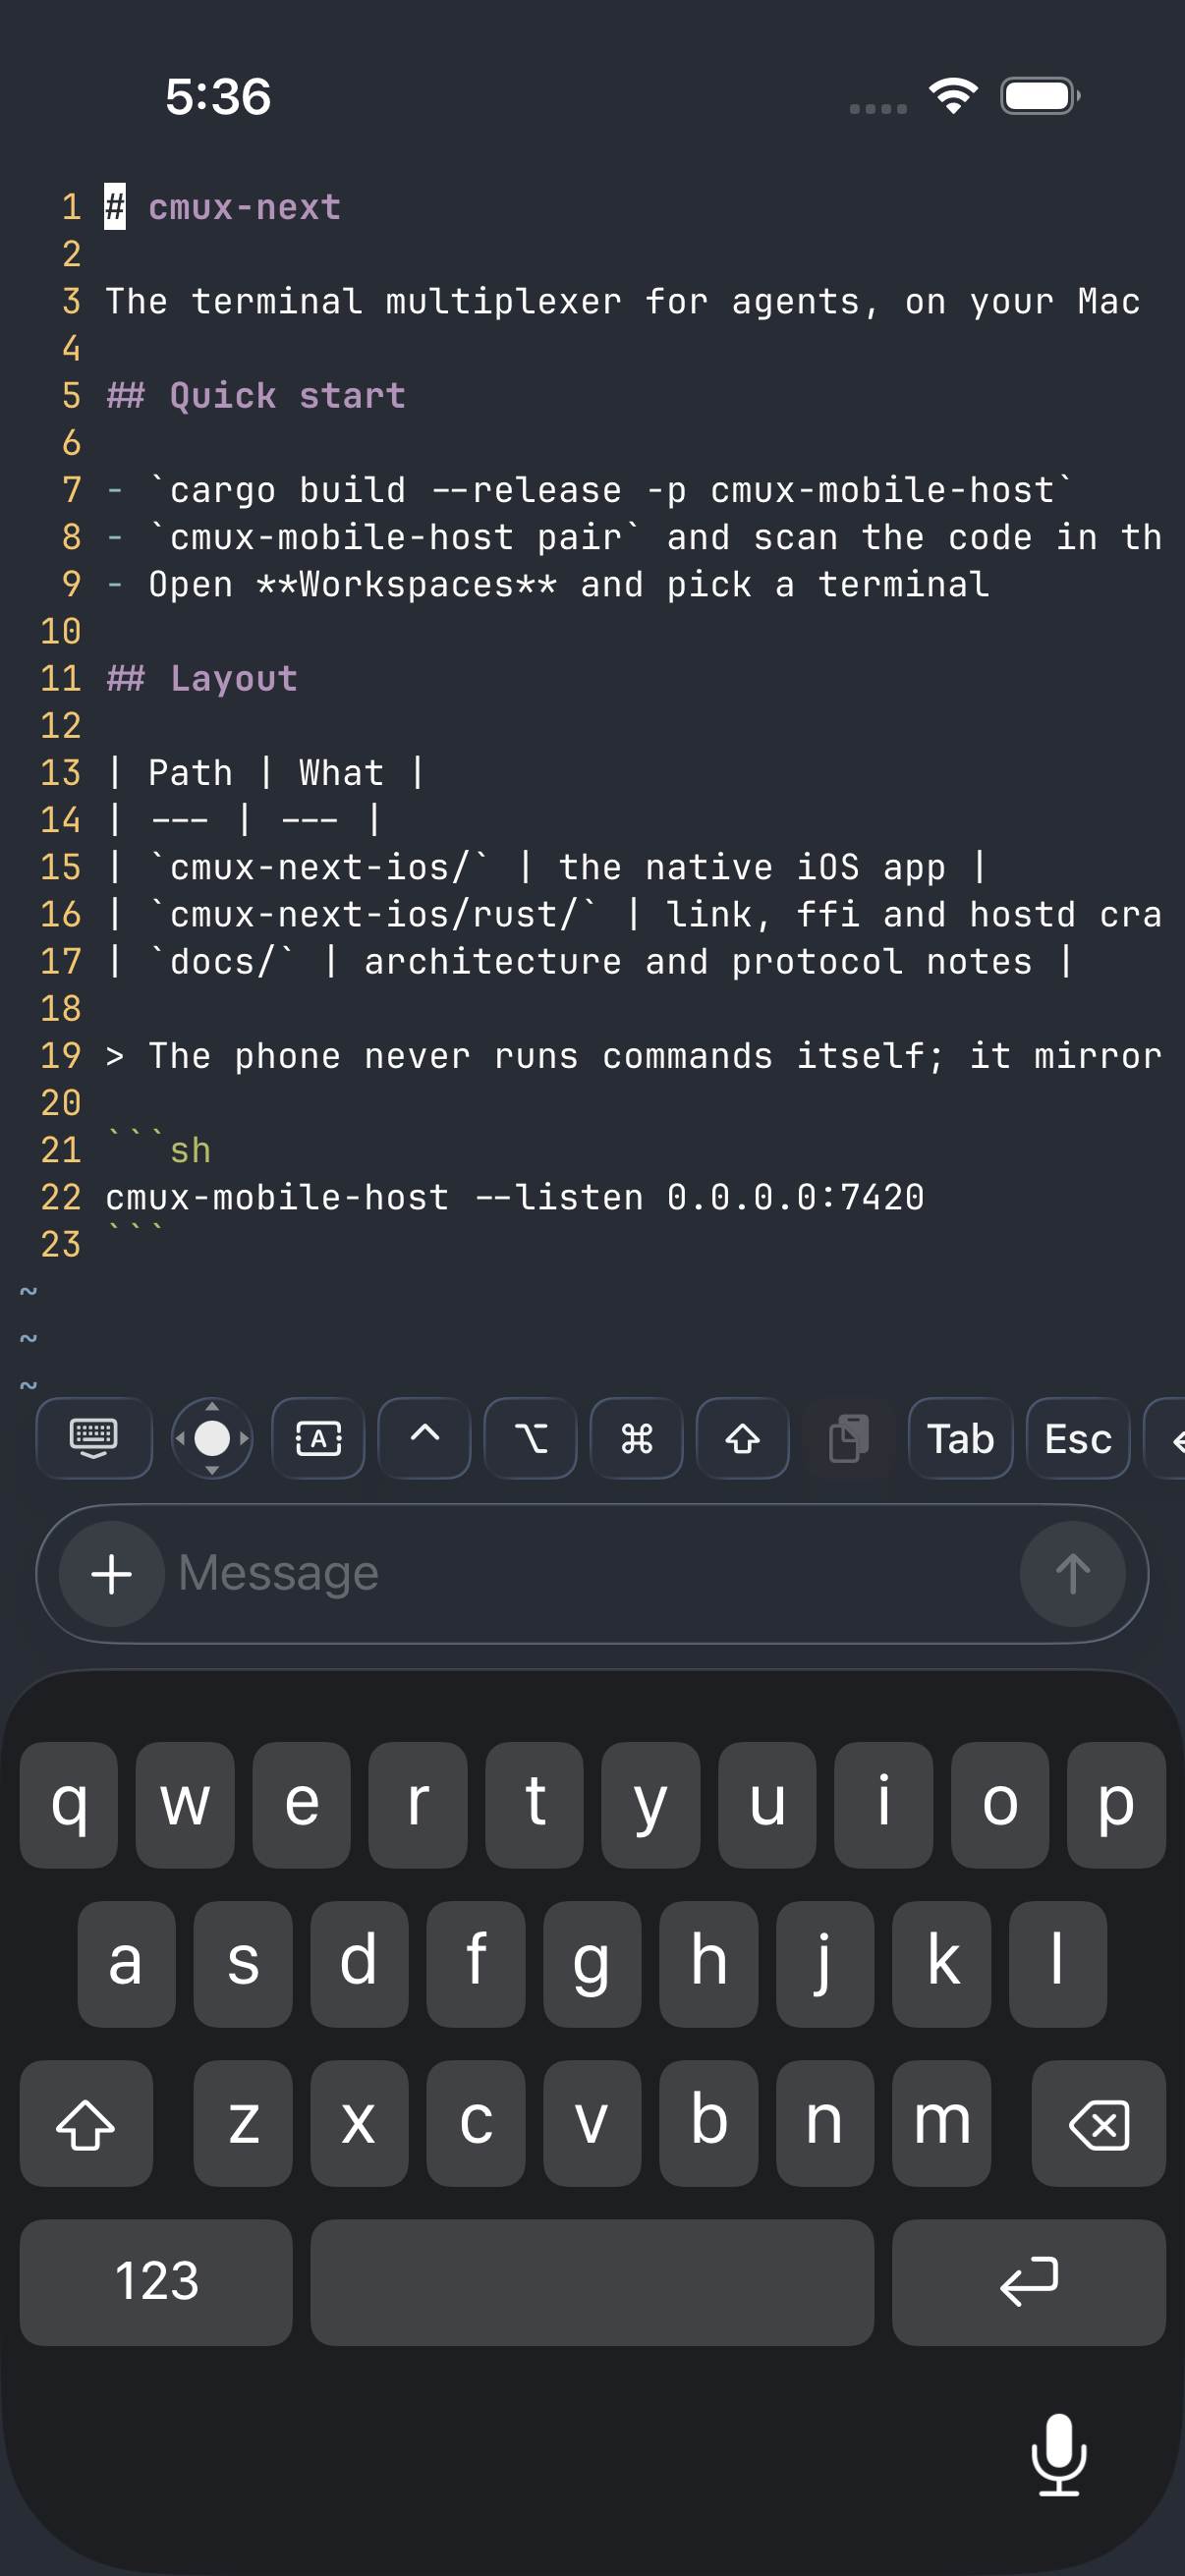 5:36
1 # cmux-next
2
3 The terminal multiplexer for agents, on your Mac
4
5 ## Quick start
6
7 - `cargo build --release -p cmux-mobile-host`
8 - `cmux-mobile-host pair` and scan the code in th
9 - Open **Workspaces** and pick a terminal
10
11 ## Layout
12
13 | Path | What |
14 | --- | --- |
15 | `cmux-next-ios/` | the native iOS app |
16 | `cmux-next-ios/rust/` | link, ffi and hostd cra
17 | `docs/` | architecture and protocol notes |
18
19 > The phone never runs commands itself; it mirror
20
21 ```sh
22 cmux-mobile-host --listen 0.0.0.0:7420
23 ```
~
~
~
A ^ ⌥ ⌘ Tab Esc
Message
q w e r t y u i o p
a s d f g h j k l
z x c v b n m
123